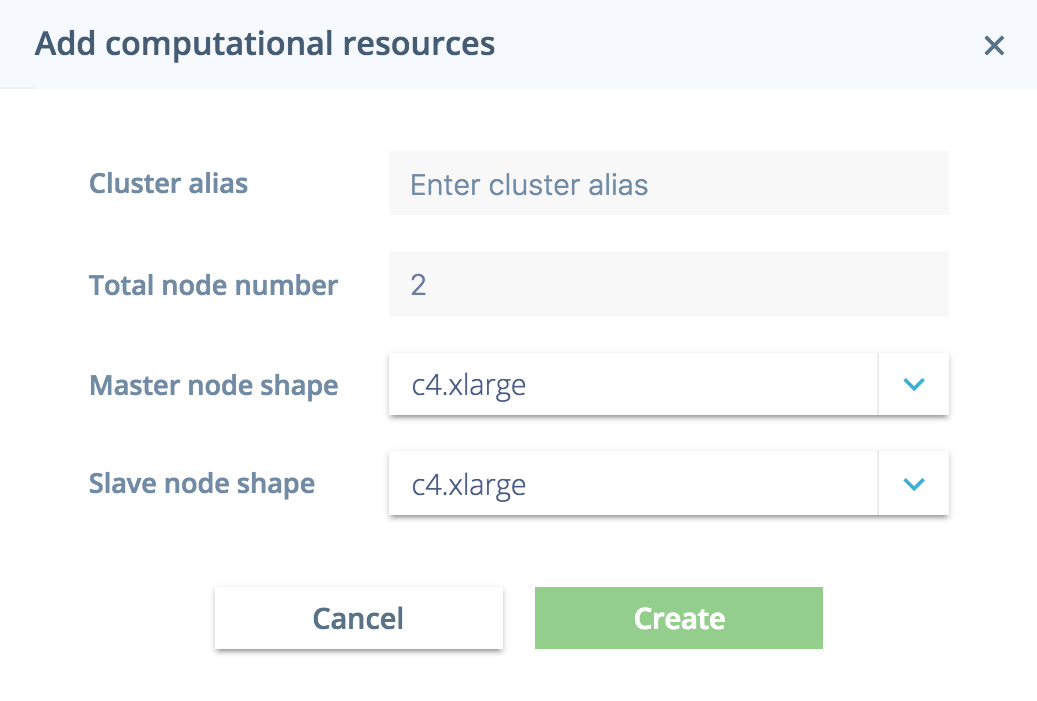 Add computational resources
Cluster alias
Enter cluster alias
Total node number
2
Master node shape
c4.xlarge
Slave node shape
c4.xlarge
Cancel
Create